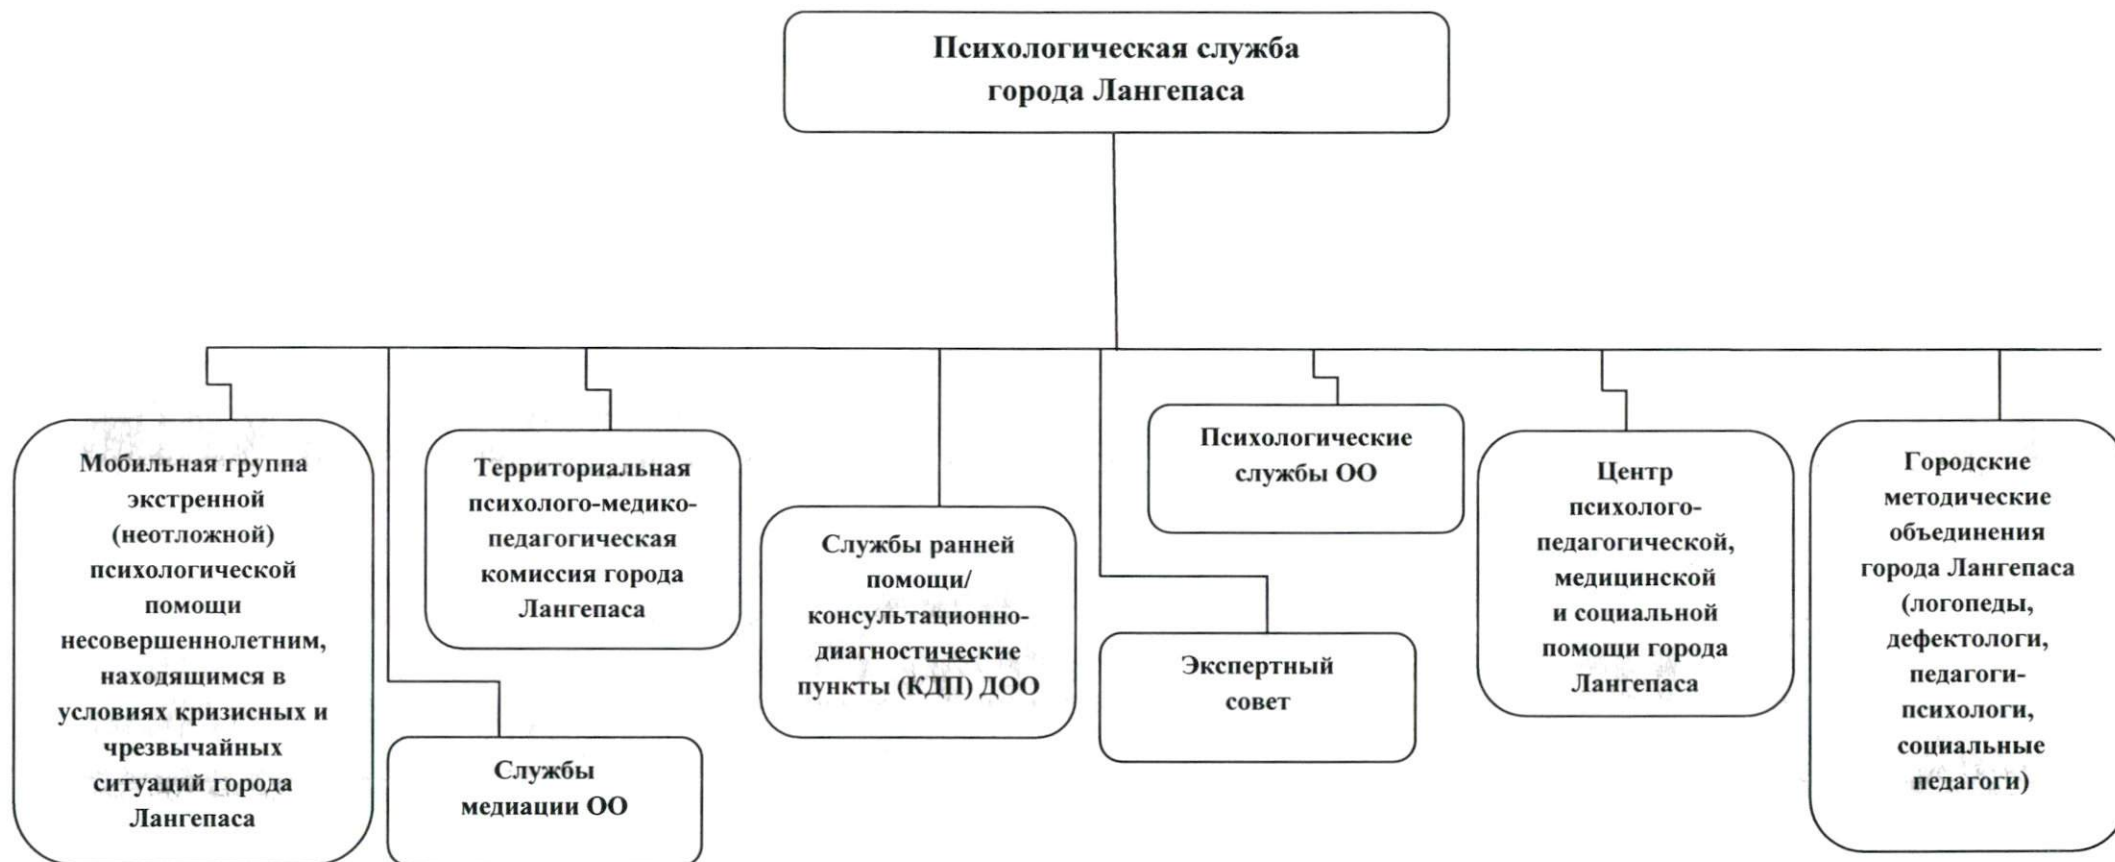 Психологическая служба
города Лангепаса
Мобильная группа
экстренной
(неотложной)
психологической
помощи
несовершеннолетним,
находящимся в
условиях кризисных и
чрезвычайных
ситуаций города
Лангепаса
Службы
медиации ОО
Территориальная
психолого-медико-
педагогическая
комиссия города
Лангепаса
Службы ранней
помощи/
консультационно-
диагностические
пункты (КДП) ДОО
Экспертный
совет
Психологические
службы ОО
Центр
психолого-
педагогической,
медицинской
и социальной
помощи города
Лангепаса
Городские
методические
объединения
города Лангепаса
(логопеды,
дефектологи,
педагоги-
психологи,
социальные
педагоги)